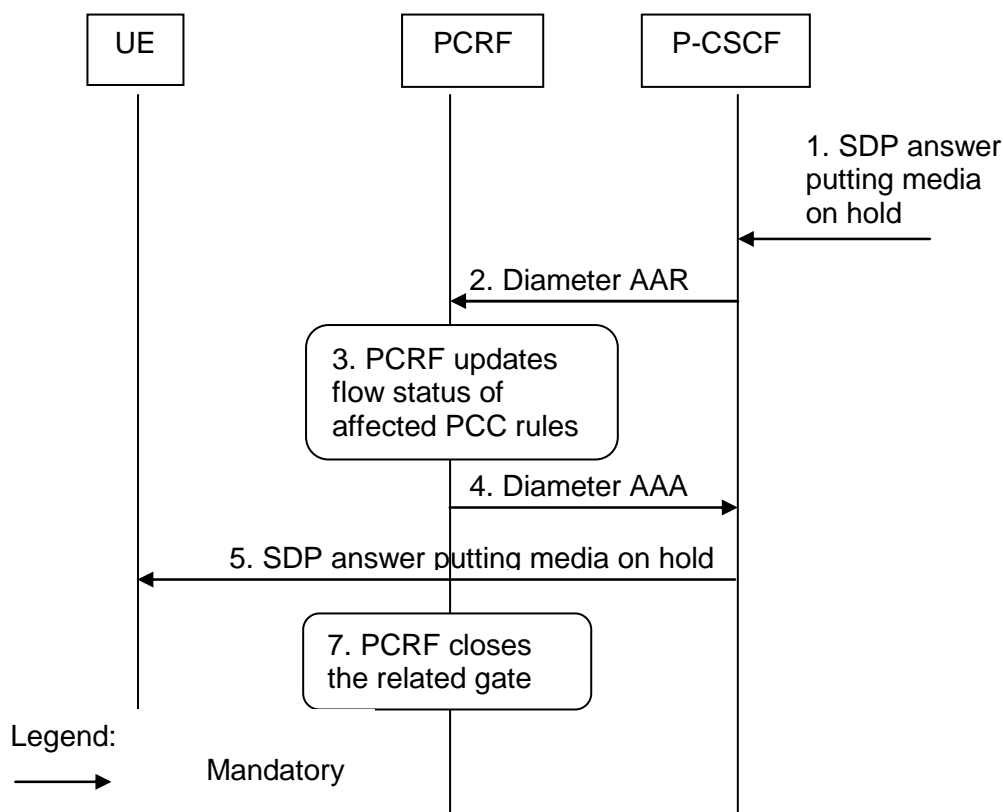 UE
PCRF
P-CSCF
1. SDP answer
putting media
on hold
2. Diameter AAR
3. PCRF updates
flow status of
affected PCC rules
4. Diameter AAA
5. SDP answer putting media on hold
7. PCRF closes
the related gate
Legend:
Mandatory